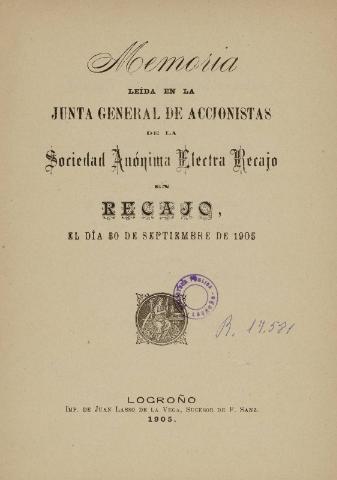 Memoria
LEÍDA EN LA
JUNTA GENERAL DE ACCIONISTAS
DE LA
Sociedad Anónima Electra Recajo
EN
RECAJO,
EL DÍA 30 DE SEPTIEMBRE DE 1905
R. 17.581
LOGROÑO
IMP. DE JUAN LASSO DE LA VEGA, SUCESOR DE F. SANZ.
1905.